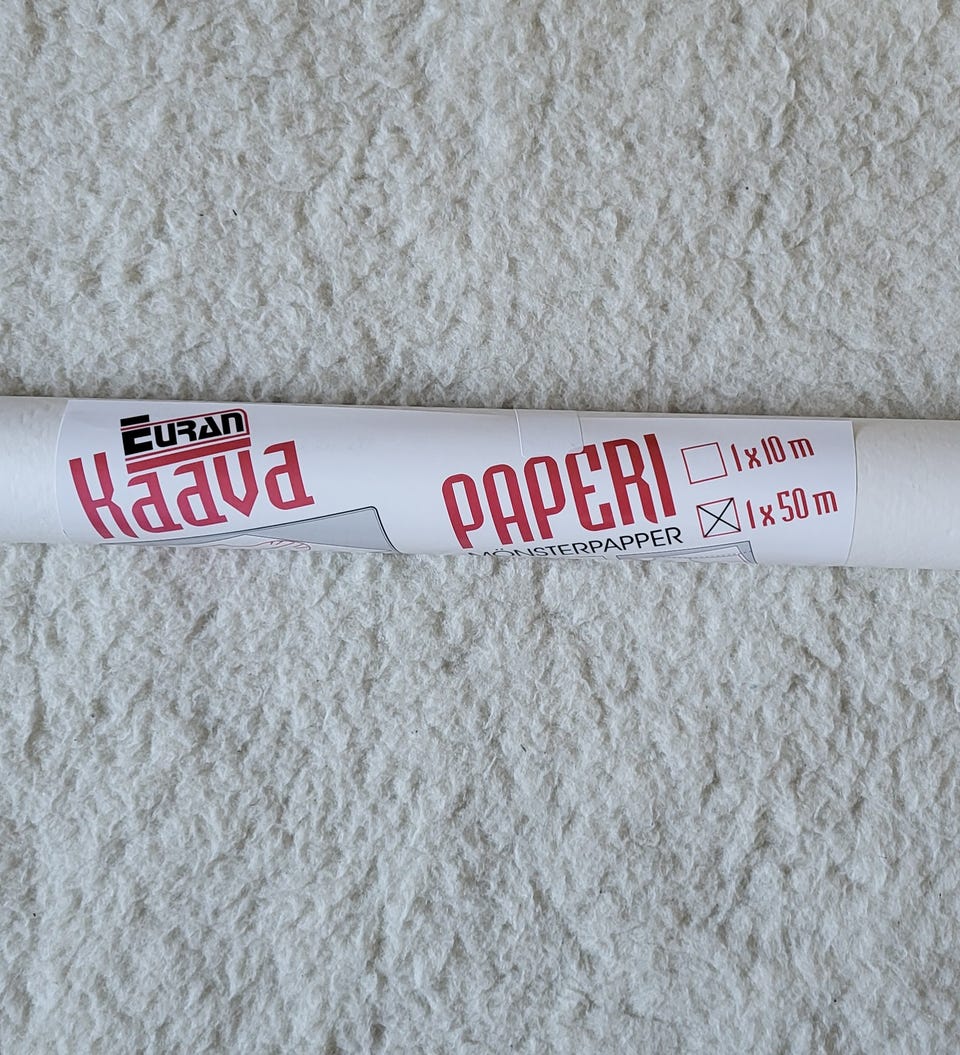 EURAN
Kaava
PAPERI
MÖNSTERPAPPER
1 x 10 m
1 x 50 m